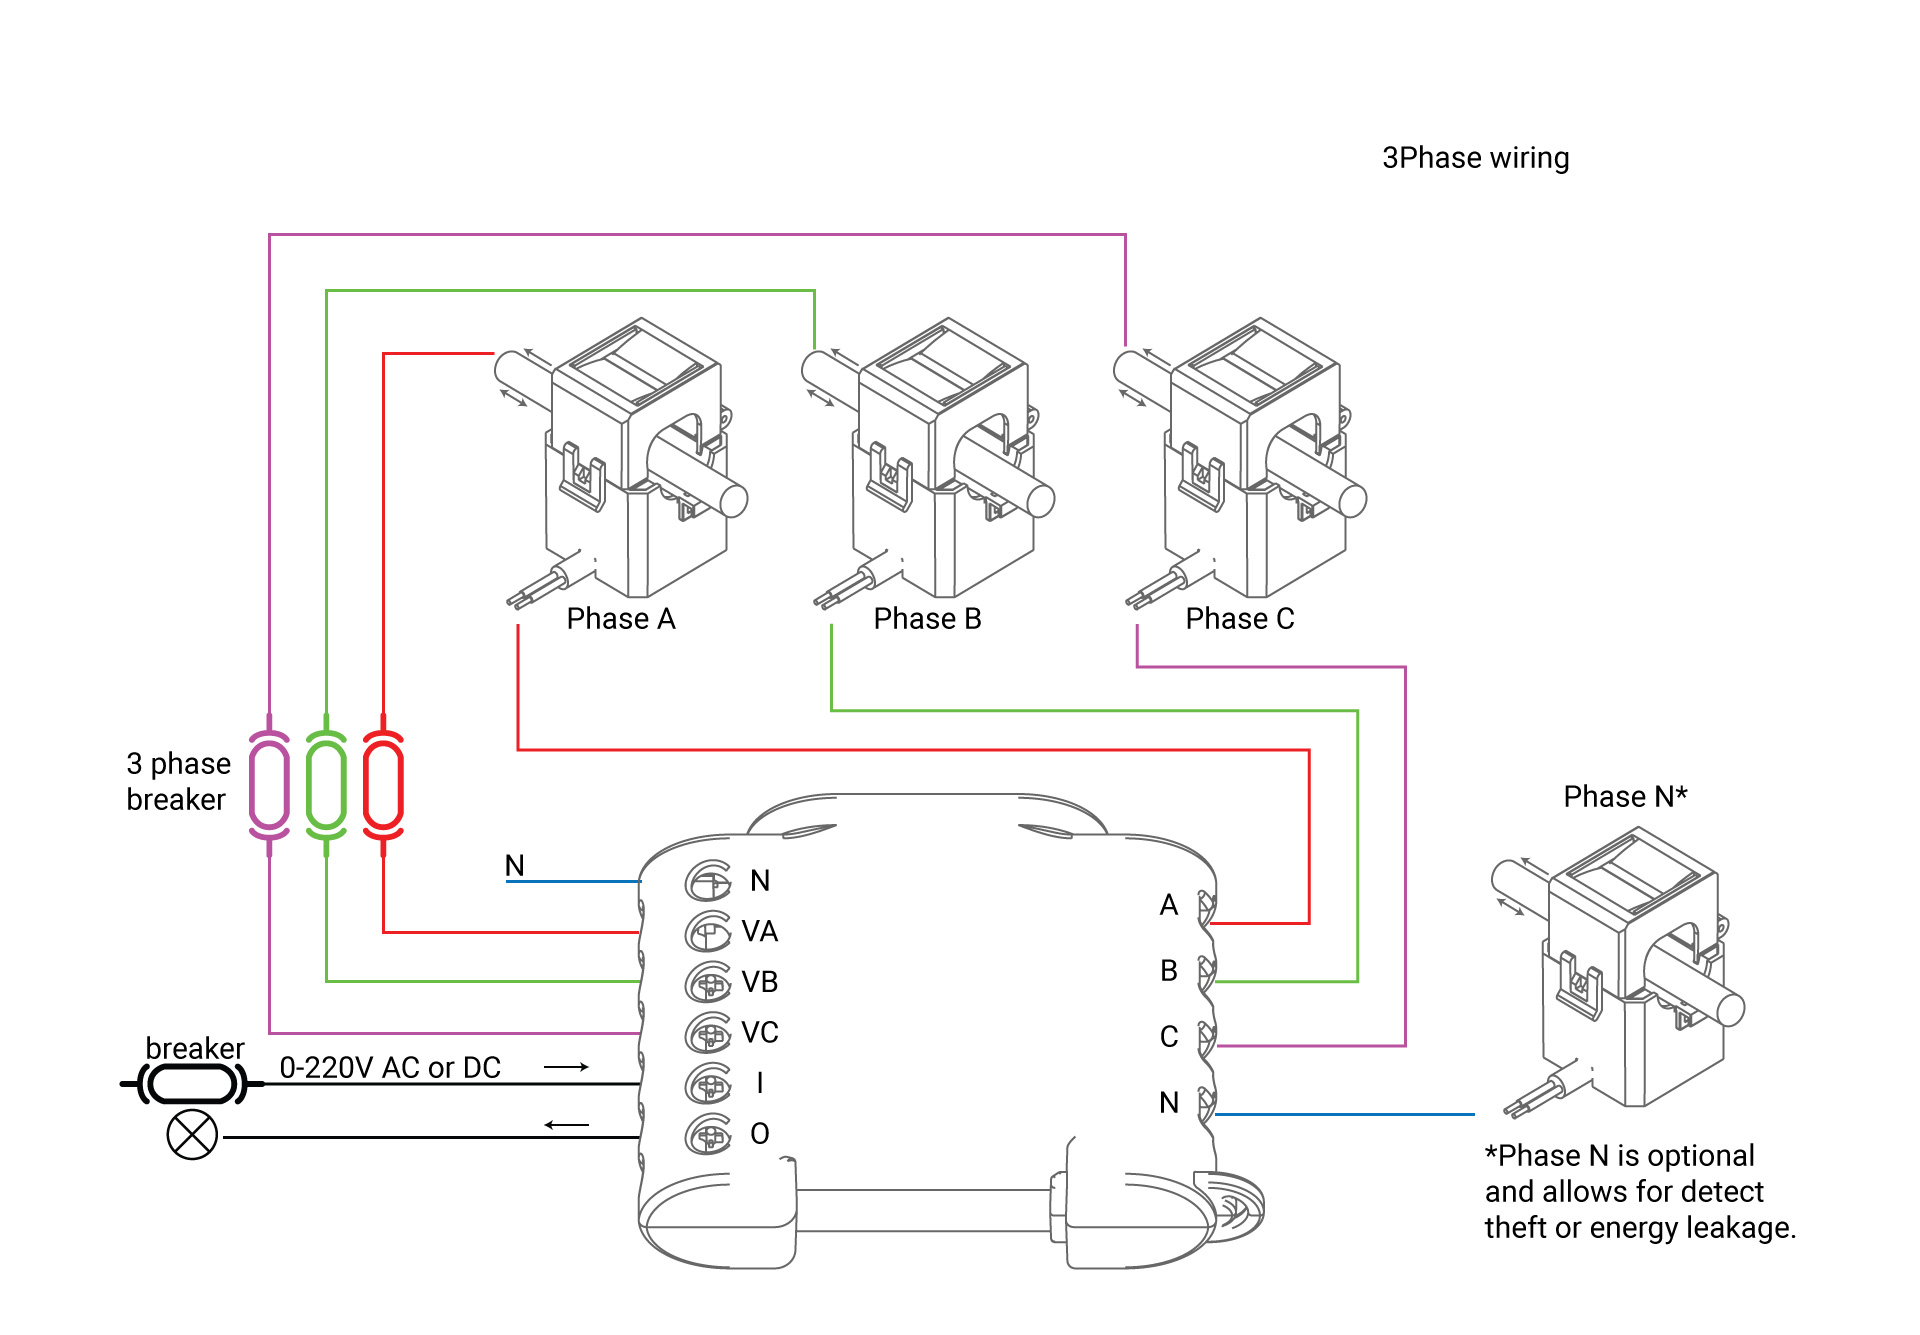 3Phase wiring
Phase A
Phase B
Phase C
3 phase
breaker
Phase N*
N
N
VA
VB
VC
I
O
A
B
C
N
breaker
0-220V AC or DC
*Phase N is optional
and allows for detect
theft or energy leakage.